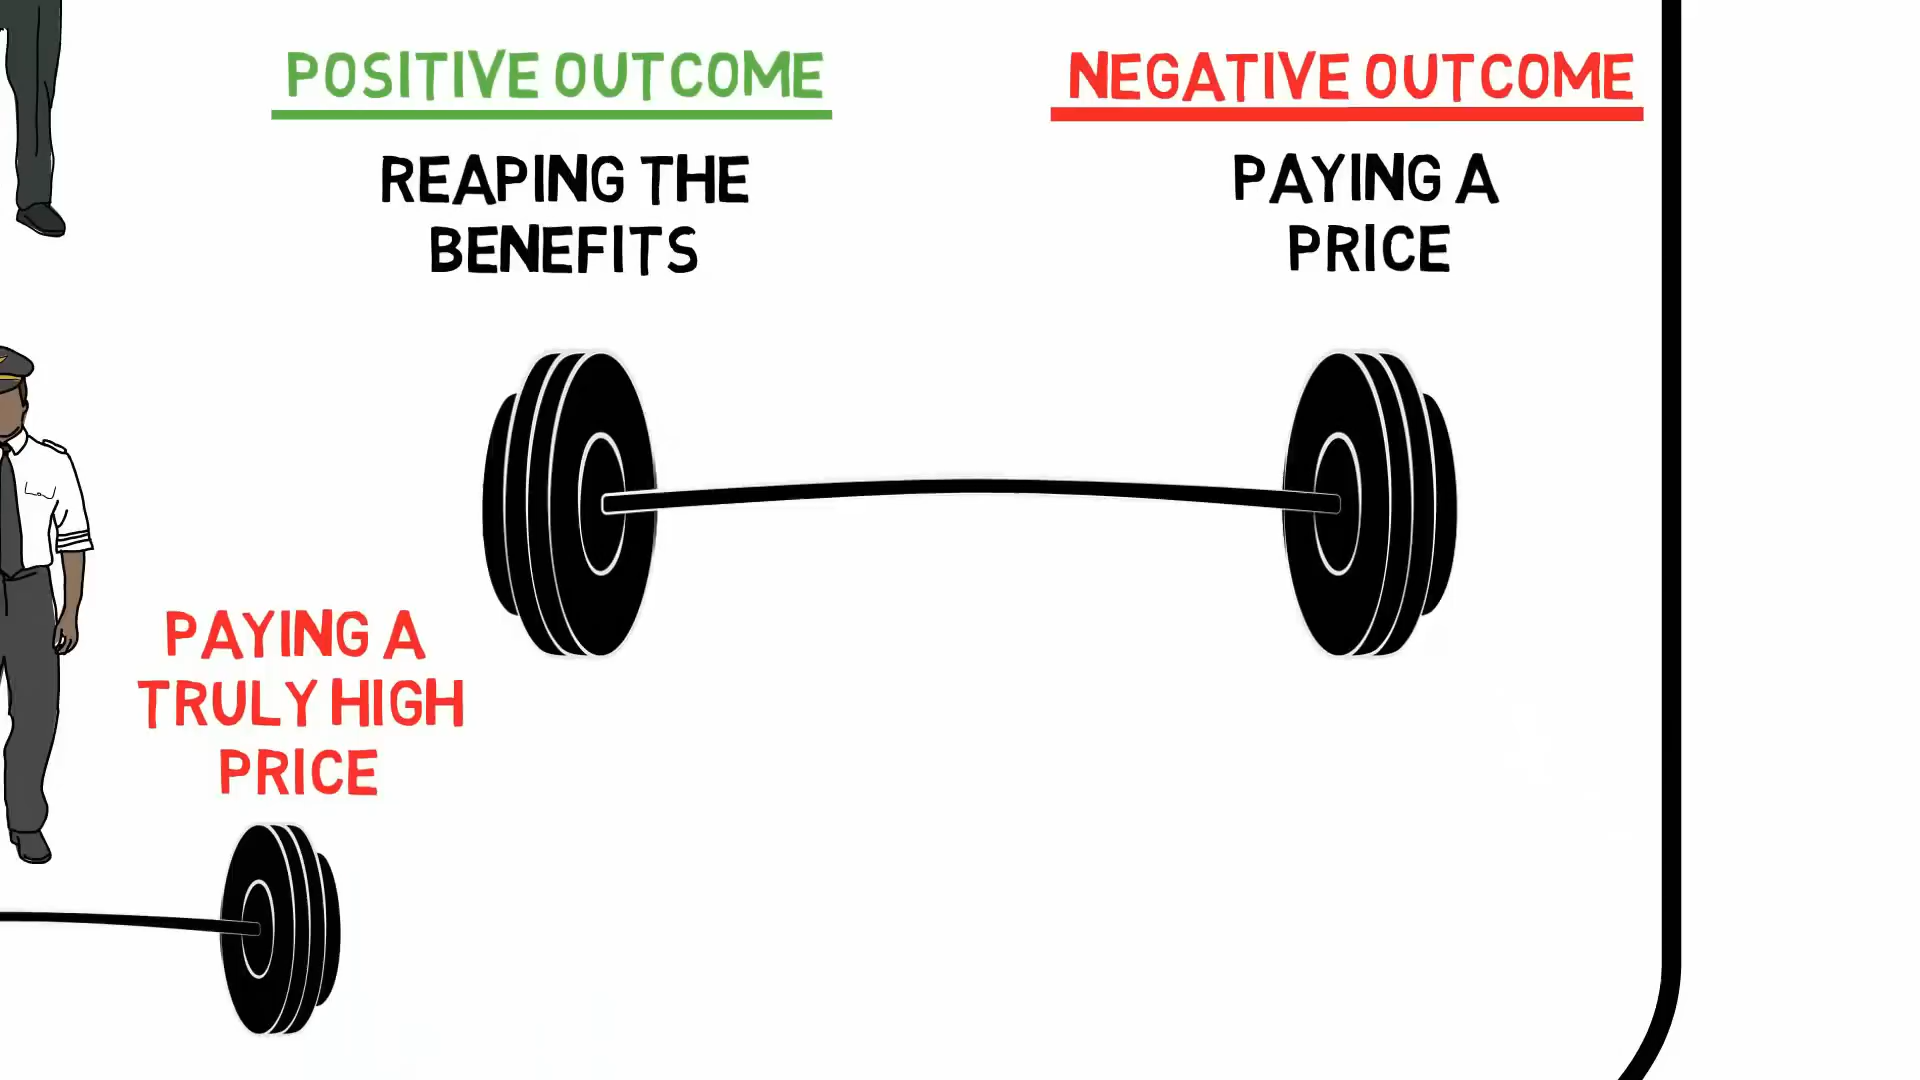 POSITIVE OUTCOME
REAPING THE
BENEFITS
NEGATIVE OUTCOME
PAYING A
PRICE
PAYING A
TRULY HIGH
PRICE